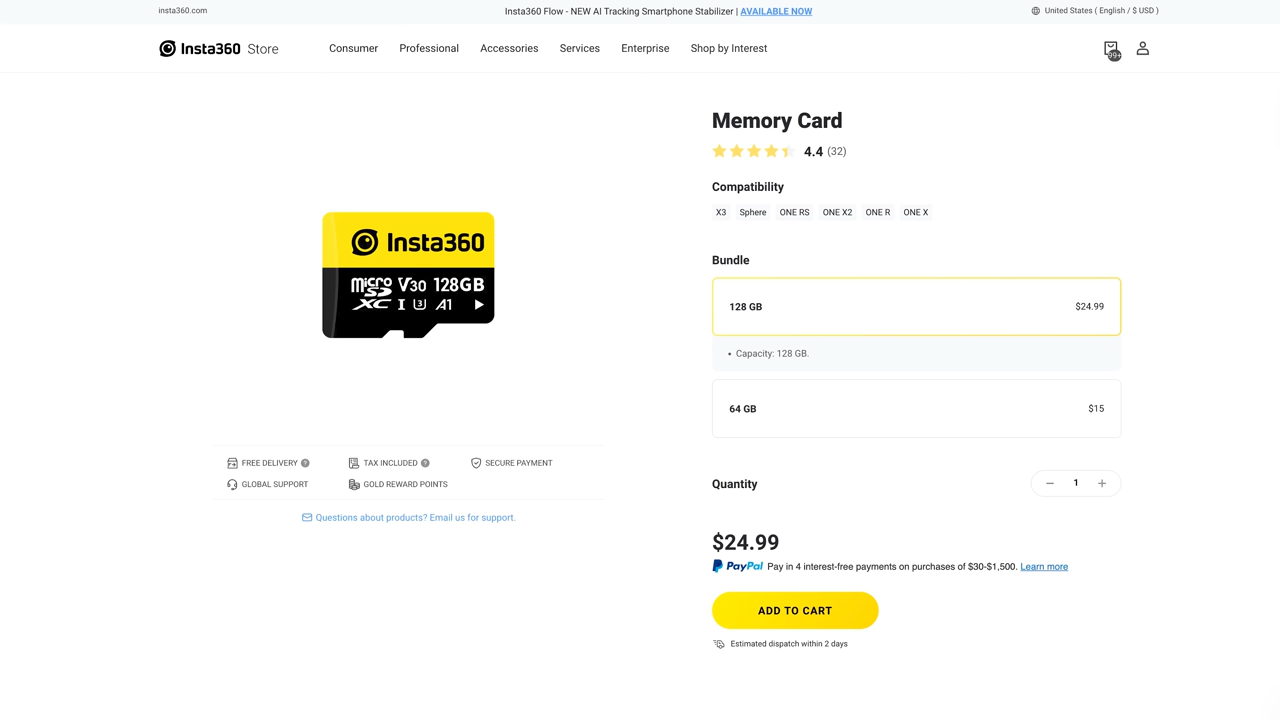 insta360.com
Insta360 Flow - NEW AI Tracking Smartphone Stabilizer | AVAILABLE NOW
United States ( English / $ USD )
Insta360 Store
Consumer
Professional
Accessories
Services
Enterprise
Shop by Interest
99+
Insta360
micro SD XC I V30 U3 128GB A1
FREE DELIVERY ?
TAX INCLUDED ?
SECURE PAYMENT
GLOBAL SUPPORT
GOLD REWARD POINTS
Questions about products? Email us for support.
Memory Card
4.4 (32)
Compatibility
X3 Sphere ONE RS ONE X2 ONE R ONE X
Bundle
128 GB $24.99
• Capacity: 128 GB.
64 GB $15
Quantity
− 1 +
$24.99
PayPal Pay in 4 interest-free payments on purchases of $30-$1,500. Learn more
ADD TO CART
Estimated dispatch within 2 days